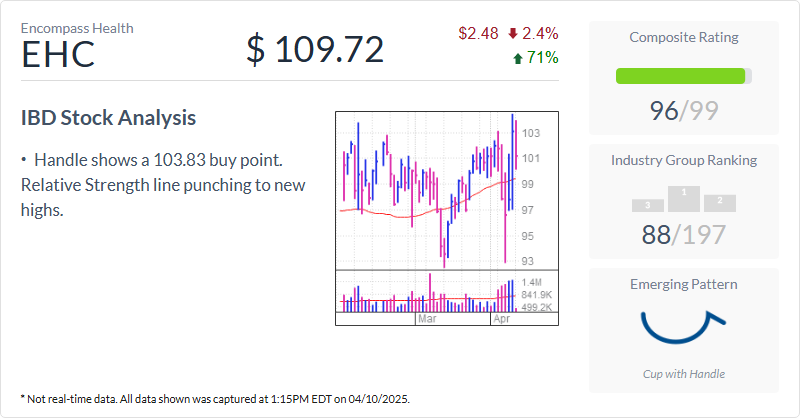 Encompass Health
EHC
$ 109.72
$2.48 2.4%
71%
IBD Stock Analysis
• Handle shows a 103.83 buy point.
Relative Strength line punching to new
highs.
103
101
99
97
95
93
1.4M
841.9K
499.2K
Mar
Apr
Composite Rating
96/99
Industry Group Ranking
3
1
2
88/197
Emerging Pattern
Cup with Handle
* Not real-time data. All data shown was captured at 1:15PM EDT on 04/10/2025.